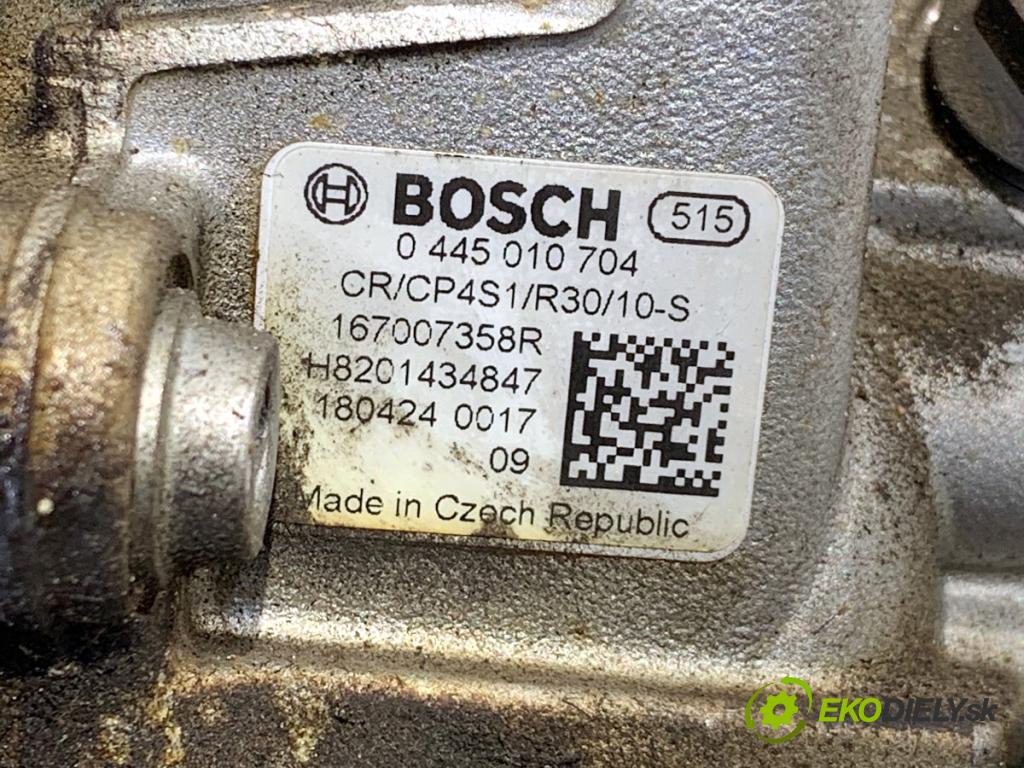 BOSCH 515
0 445 010 704
CR/CP4S1/R30/10-S
167007358R
H8201434847
180424 0017
09
Made in Czech Republic
EKODIELY.sk